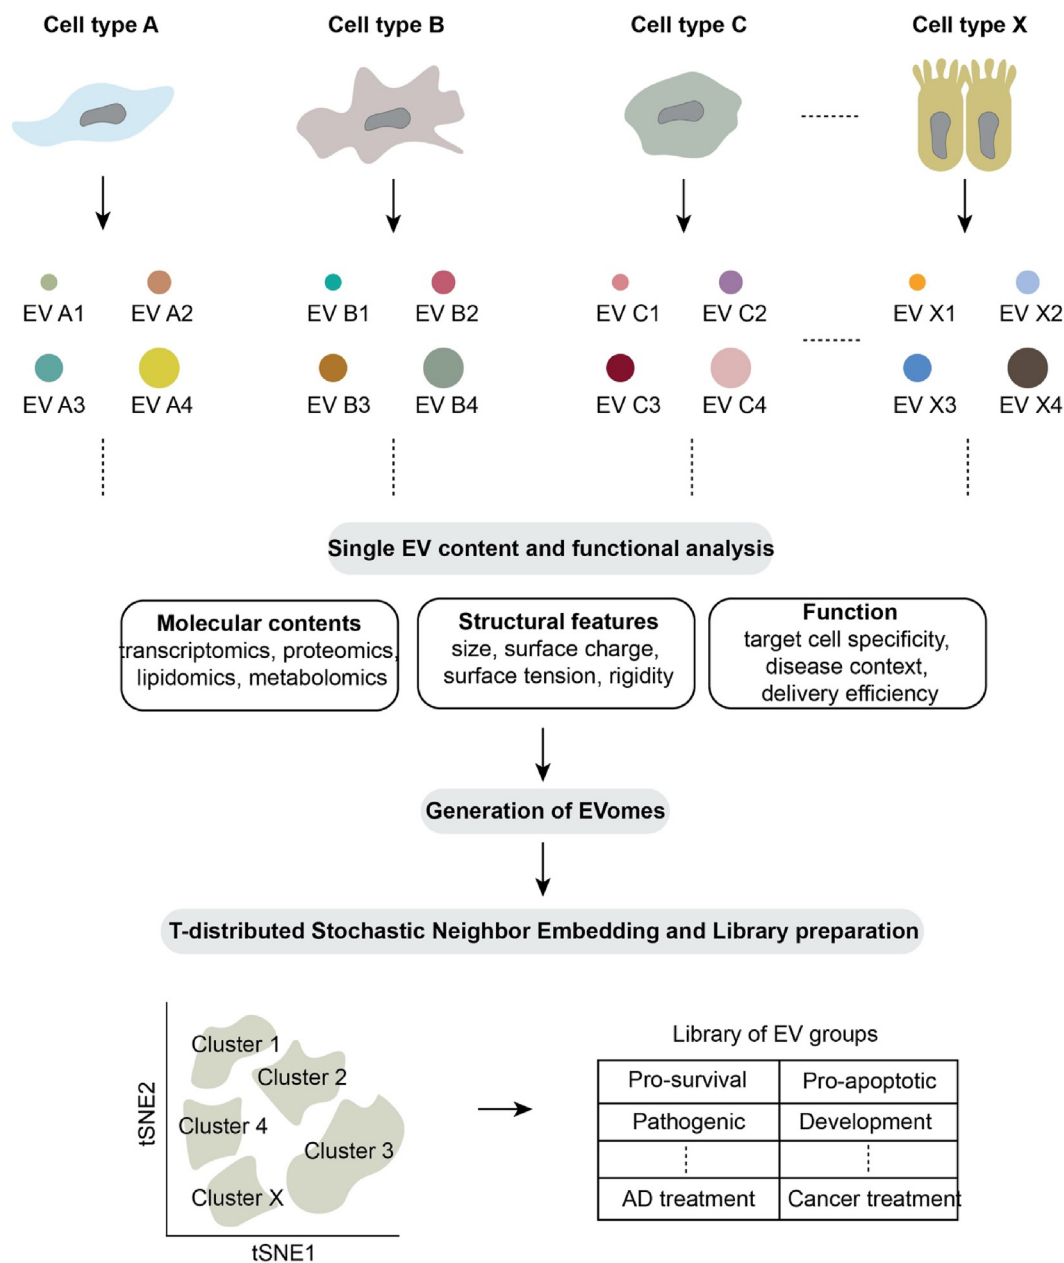 Cell type A
Cell type B
Cell type C
Cell type X
EV A1
EV A2
EV B1
EV B2
EV C1
EV C2
EV X1
EV X2
EV A3
EV A4
EV B3
EV B4
EV C3
EV C4
EV X3
EV X4
Single EV content and functional analysis
Molecular contents
transcriptomics, proteomics,
lipidomics, metabolomics
Structural features
size, surface charge,
surface tension, rigidity
Function
target cell specificity,
disease context,
delivery efficiency
Generation of EVomes
T-distributed Stochastic Neighbor Embedding and Library preparation
tSNE2
Cluster 1
Cluster 2
Cluster 4
Cluster 3
Cluster X
tSNE1
Library of EV groups
Pro-survival
Pro-apoptotic
Pathogenic
Development
AD treatment
Cancer treatment